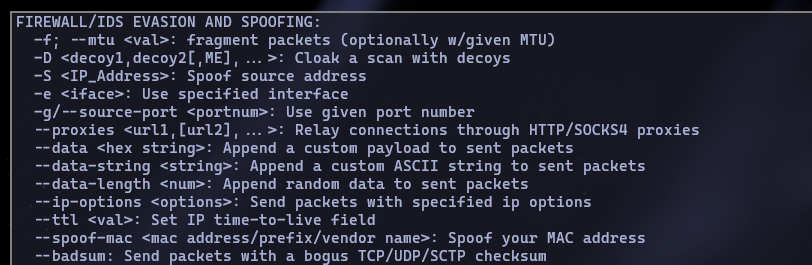 FIREWALL/IDS EVASION AND SPOOFING:
-f; --mtu <val>: fragment packets (optionally w/given MTU)
-D <decoy1,decoy2[,ME],...>: Cloak a scan with decoys
-S <IP_Address>: Spoof source address
-e <iface>: Use specified interface
-g/--source-port <portnum>: Use given port number
--proxies <url1,[url2],...>: Relay connections through HTTP/SOCKS4 proxies
--data <hex string>: Append a custom payload to sent packets
--data-string <string>: Append a custom ASCII string to sent packets
--data-length <num>: Append random data to sent packets
--ip-options <options>: Send packets with specified ip options
--ttl <val>: Set IP time-to-live field
--spoof-mac <mac address/prefix/vendor name>: Spoof your MAC address
--badsum: Send packets with a bogus TCP/UDP/SCTP checksum